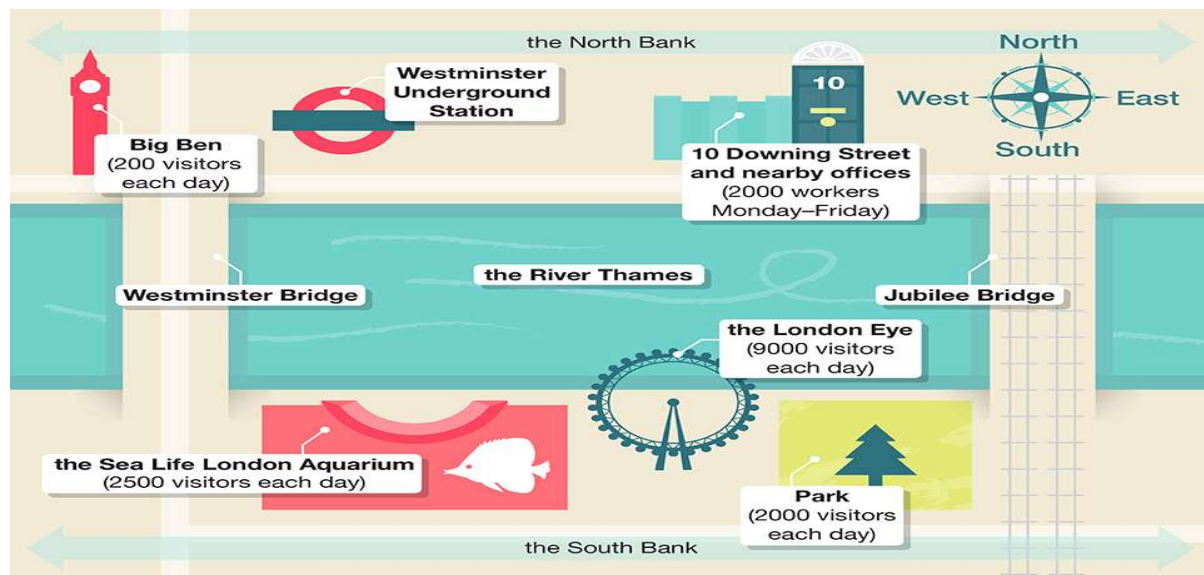 the North Bank
North
West
East
South
Westminster
Underground
Station
10
Big Ben
(200 visitors
each day)
10 Downing Street
and nearby offices
(2000 workers
Monday–Friday)
the River Thames
Westminster Bridge
Jubilee Bridge
the London Eye
(9000 visitors
each day)
the Sea Life London Aquarium
(2500 visitors each day)
Park
(2000 visitors
each day)
the South Bank